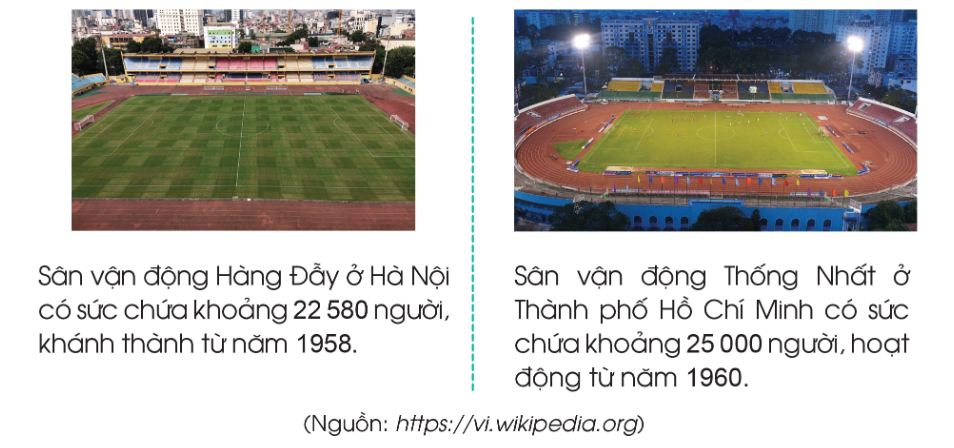 Sân vận động Hàng Đẫy ở Hà Nội
có sức chứa khoảng 22 580 người,
khánh thành từ năm 1958.
Sân vận động Thống Nhất ở
Thành phố Hồ Chí Minh có sức
chứa khoảng 25 000 người, hoạt
động từ năm 1960.
(Nguồn: https://vi.wikipedia.org)